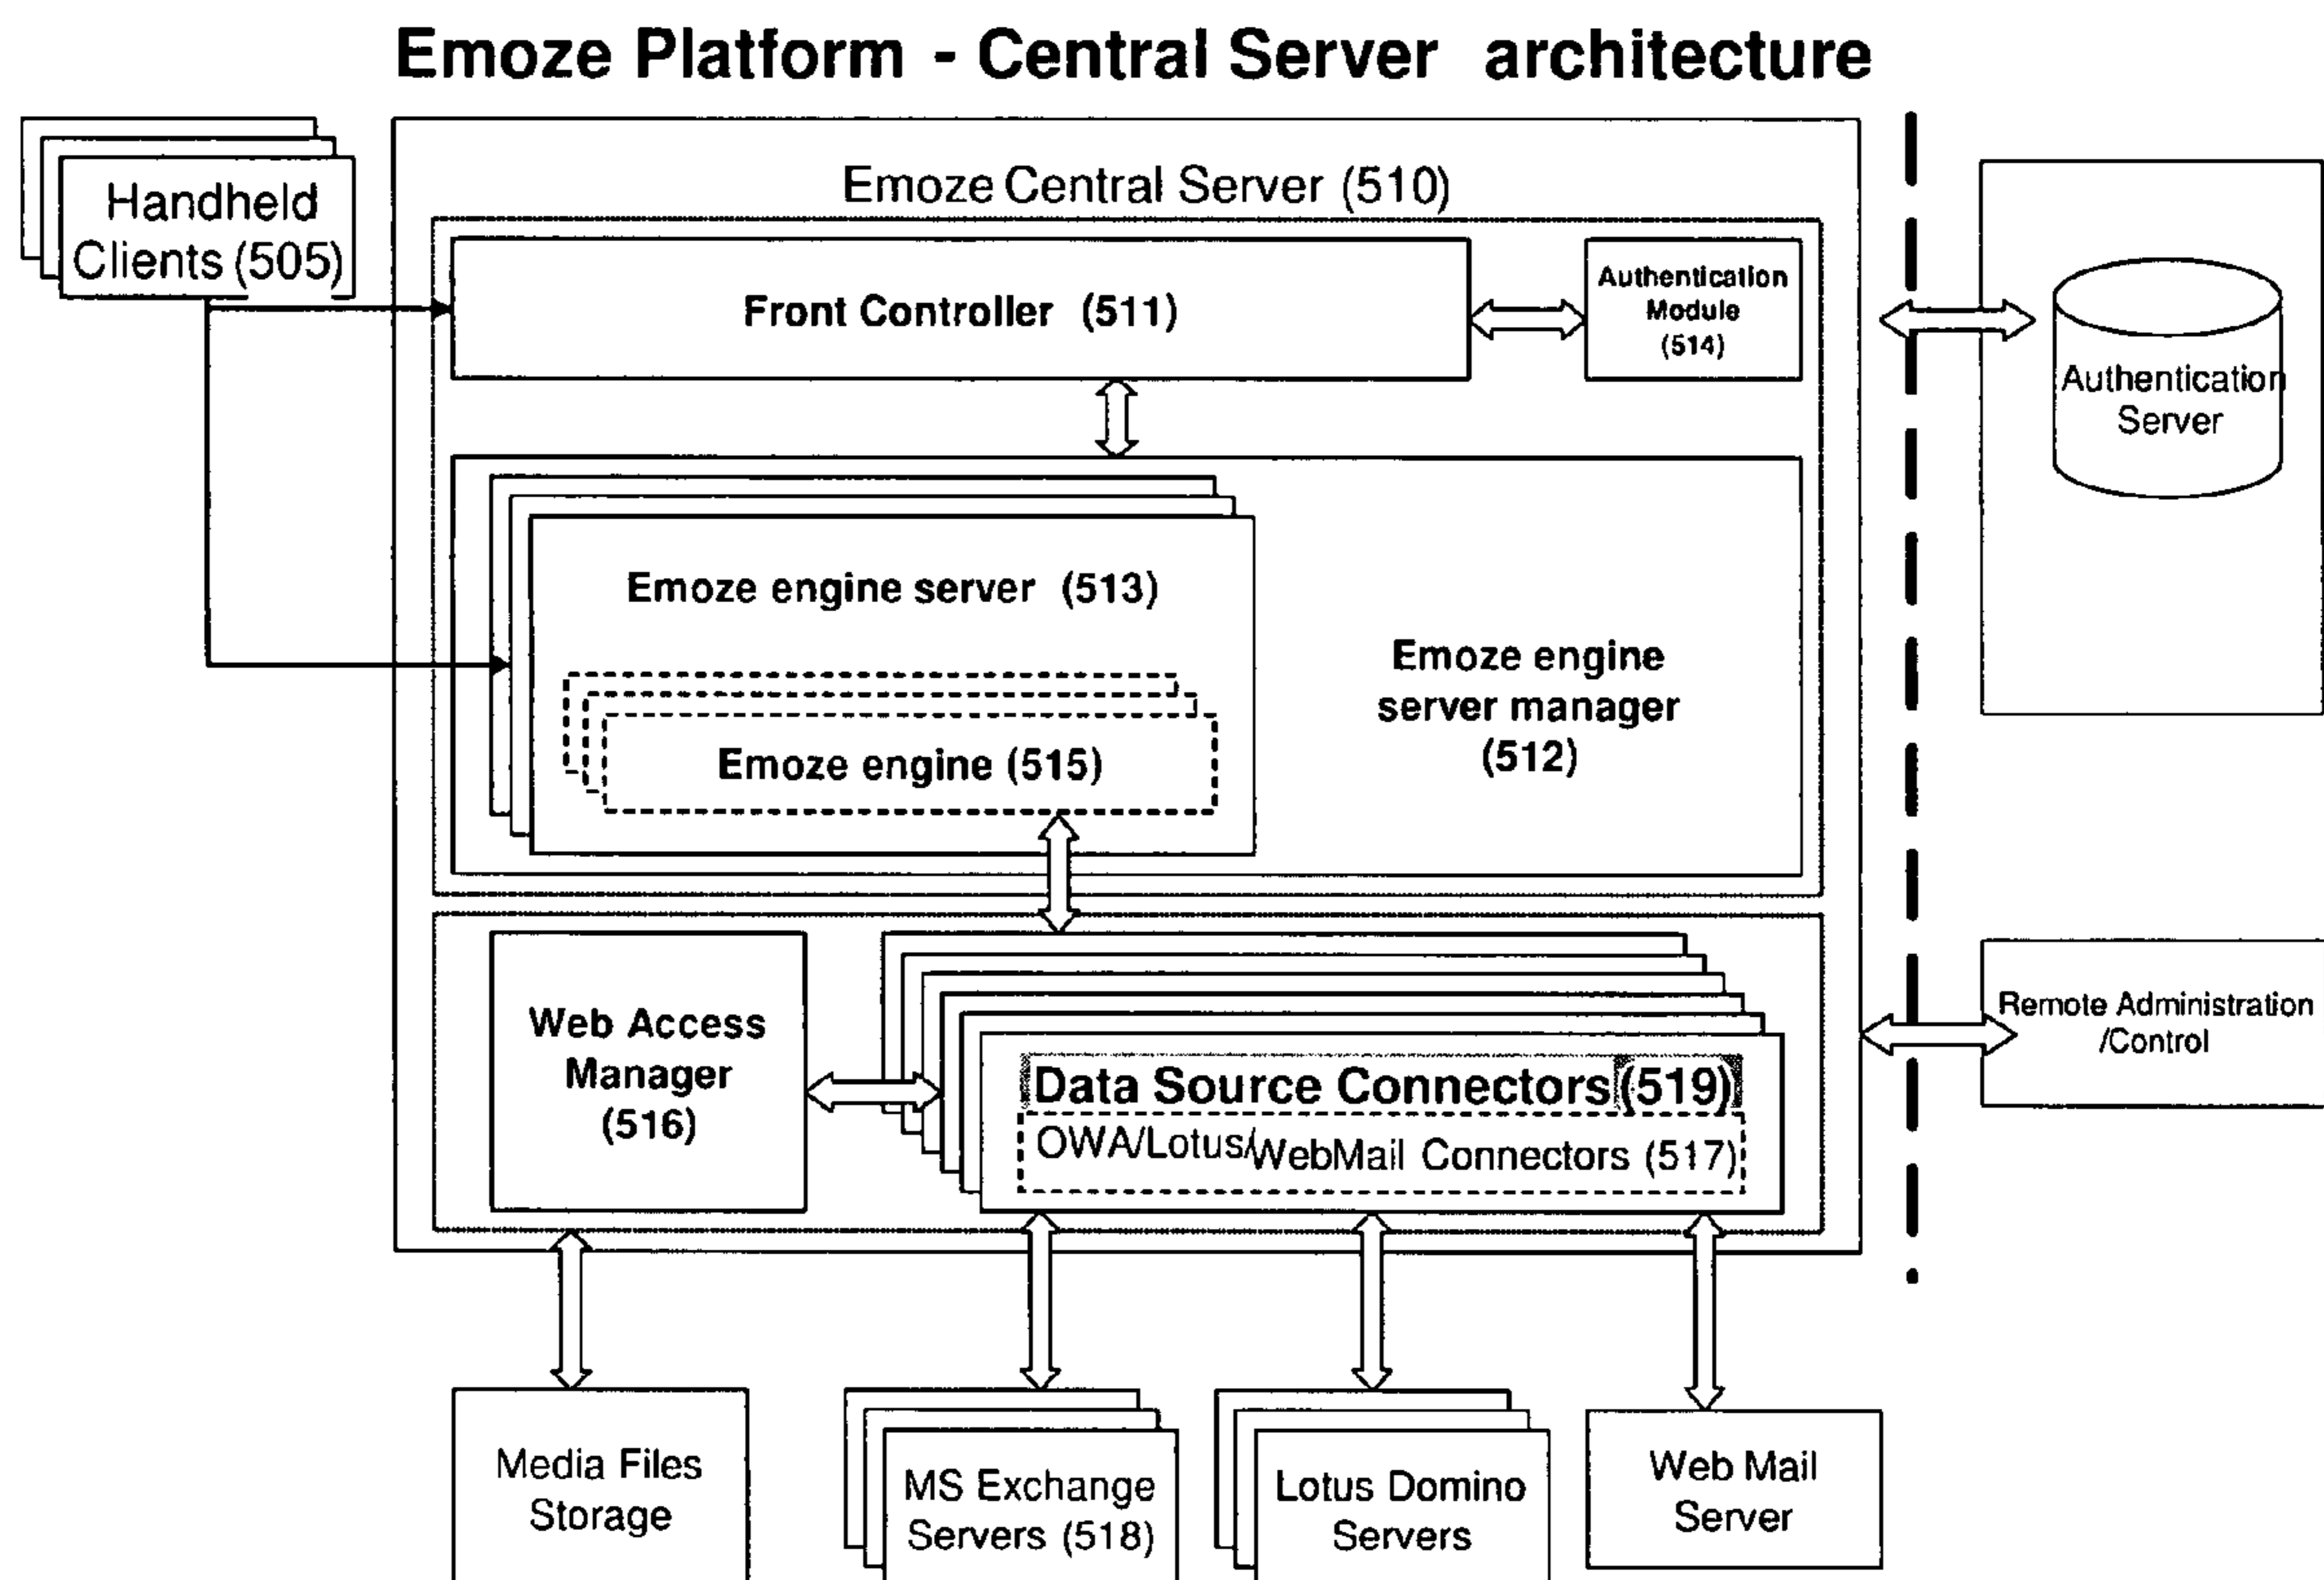 Emoze Platform - Central Server architecture
Handheld
Clients (505)
Emoze Central Server (510)
Front Controller (511)
Authentication
Module
(514)
Authentication
Server
Emoze engine server (513)
Emoze engine
server manager
(512)
Emoze engine (515)
Web Access
Manager
(516)
Data Source Connectors (519)
OWA/Lotus/WebMail Connectors (517)
Remote Administration
/Control
Media Files
Storage
MS Exchange
Servers (518)
Lotus Domino
Servers
Web Mail
Server